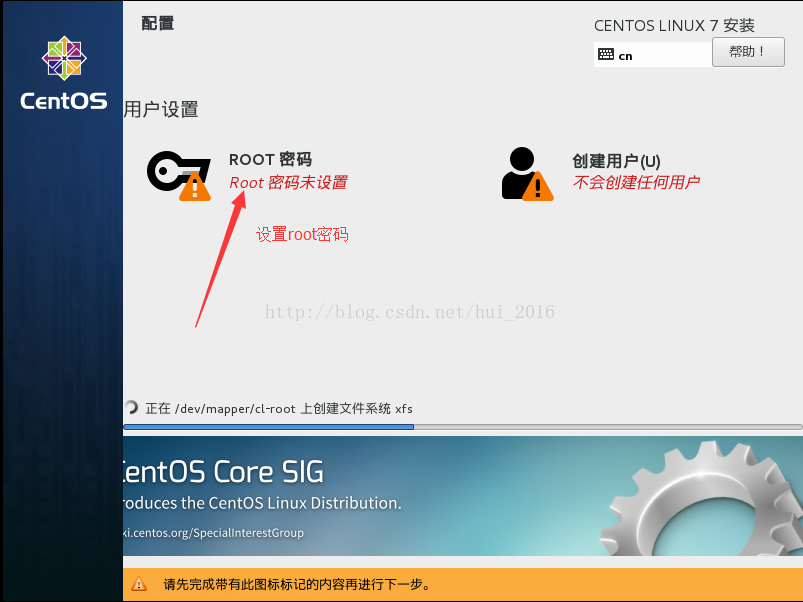 配置
CENTOS LINUX 7 安装
cn
帮助！
CentOS
用户设置
ROOT 密码
Root 密码未设置
创建用户(U)
不会创建任何用户
设置root密码
http://blog.csdn.net/hui_2016
正在 /dev/mapper/cl-root 上创建文件系统 xfs
CentOS Core SIG
roduces the CentOS Linux Distribution.
ki.centos.org/SpecialInterestGroup
请先完成带有此图标标记的内容再进行下一步。